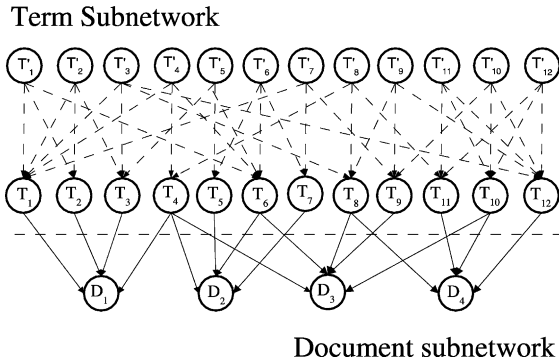 Term Subnetwork
T'1 T'2 T'3 T'4 T'5 T'6 T'7 T'8 T'9 T'11 T'10 T'12
T1 T2 T3 T4 T5 T6 T7 T8 T9 T11 T10 T12
D1 D2 D3 D4
Document subnetwork